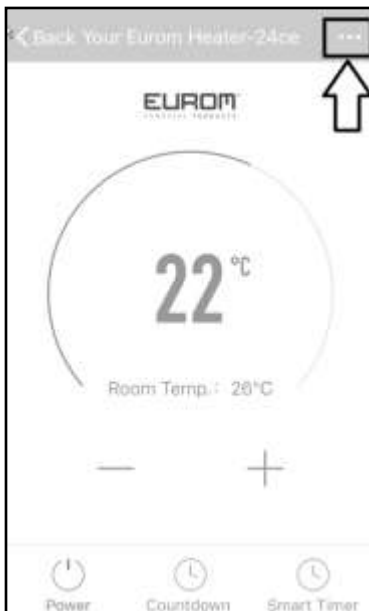 Back Your Eurom Heater-24ce ...
EUROM
22 °C
Room Temp.: 26°C
— +
Power Countdown Smart Timer